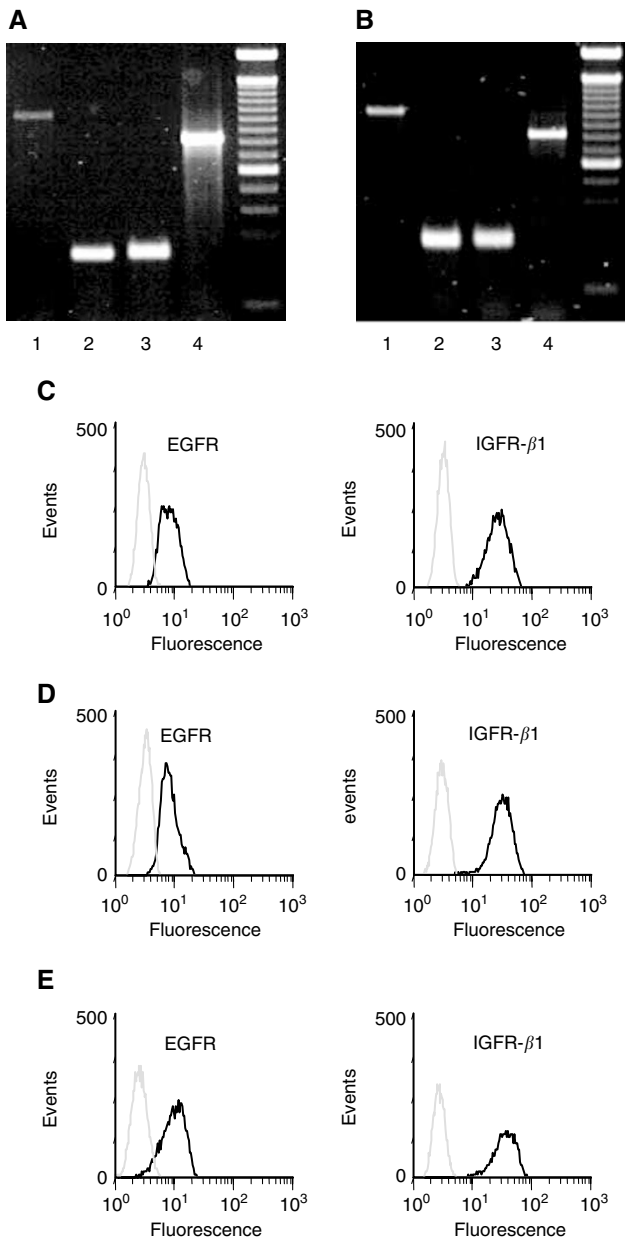 A
B
1 2 3 4
1 2 3 4
C
500
EGFR
Events
0
10⁰ 10¹ 10² 10³
Fluorescence
500
IGFR-β1
Events
0
10⁰ 10¹ 10² 10³
Fluorescence
D
500
EGFR
Events
0
10⁰ 10¹ 10² 10³
Fluorescence
500
IGFR-β1
events
0
10⁰ 10¹ 10² 10³
Fluorescence
E
500
EGFR
Events
0
10⁰ 10¹ 10² 10³
Fluorescence
500
IGFR-β1
Events
0
10⁰ 10¹ 10² 10³
Fluorescence